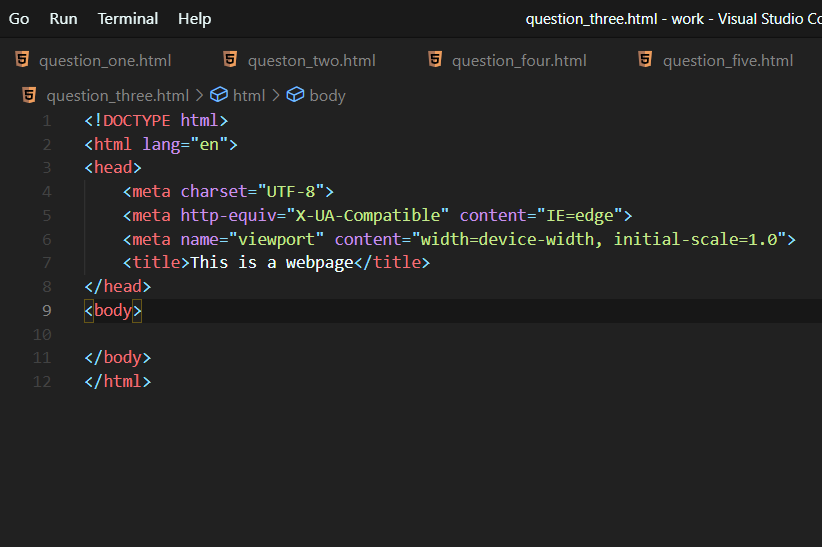 Go Run Terminal Help question_three.html - work - Visual Studio Co
question_one.html queston_two.html question_four.html question_five.html
question_three.html > html > body
1 <!DOCTYPE html>
2 <html lang="en">
3 <head>
4     <meta charset="UTF-8">
5     <meta http-equiv="X-UA-Compatible" content="IE=edge">
6     <meta name="viewport" content="width=device-width, initial-scale=1.0">
7     <title>This is a webpage</title>
8 </head>
9 <body>
10
11 </body>
12 </html>